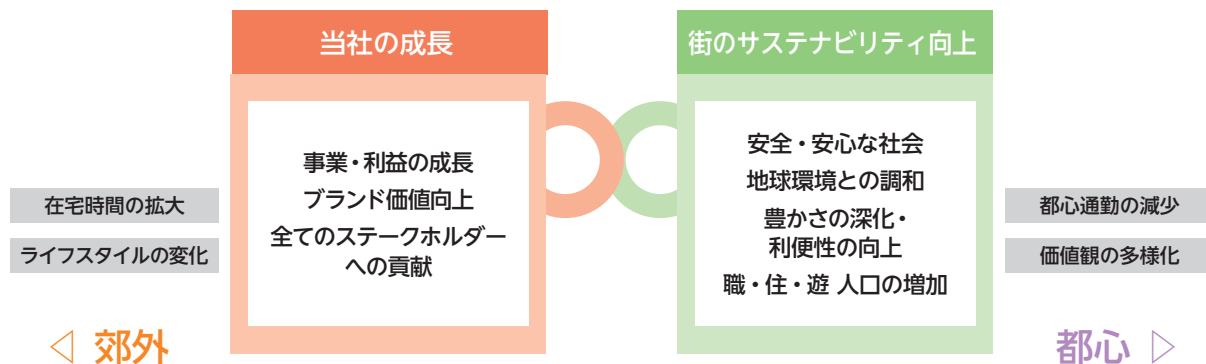 当社の成長
事業・利益の成長
ブランド価値向上
全てのステークホルダー
への貢献
街のサステナビリティ向上
安全・安心な社会
地球環境との調和
豊かさの深化・
利便性の向上
職・住・遊 人口の増加
在宅時間の拡大
ライフスタイルの変化
◁ 郊外
都心通勤の減少
価値観の多様化
都心 ▷